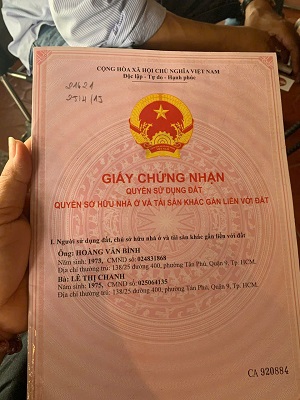 CỘNG HÒA XÃ HỘI CHỦ NGHĨA VIỆT NAM
Độc lập - Tự do - Hạnh phúc
GIẤY CHỨNG NHẬN
QUYỀN SỬ DỤNG ĐẤT
QUYỀN SỞ HỮU NHÀ Ở VÀ TÀI SẢN KHÁC GẮN LIỀN VỚI ĐẤT
I. Người sử dụng đất, chủ sở hữu nhà ở và tài sản khác gắn liền với đất
Ông: HOÀNG VĂN BÌNH
Năm sinh: 1973, CMND số: 024831868
Địa chỉ thường trú: 138/25 đường 400, phường Tân Phú, Quận 9, Tp. HCM.
Bà: LÊ THỊ CHANH
Năm sinh: 1975, CMND số: 025064135
Địa chỉ thường trú: 138/25 đường 400, phường Tân Phú, Quận 9, Tp. HCM.
CA 920884